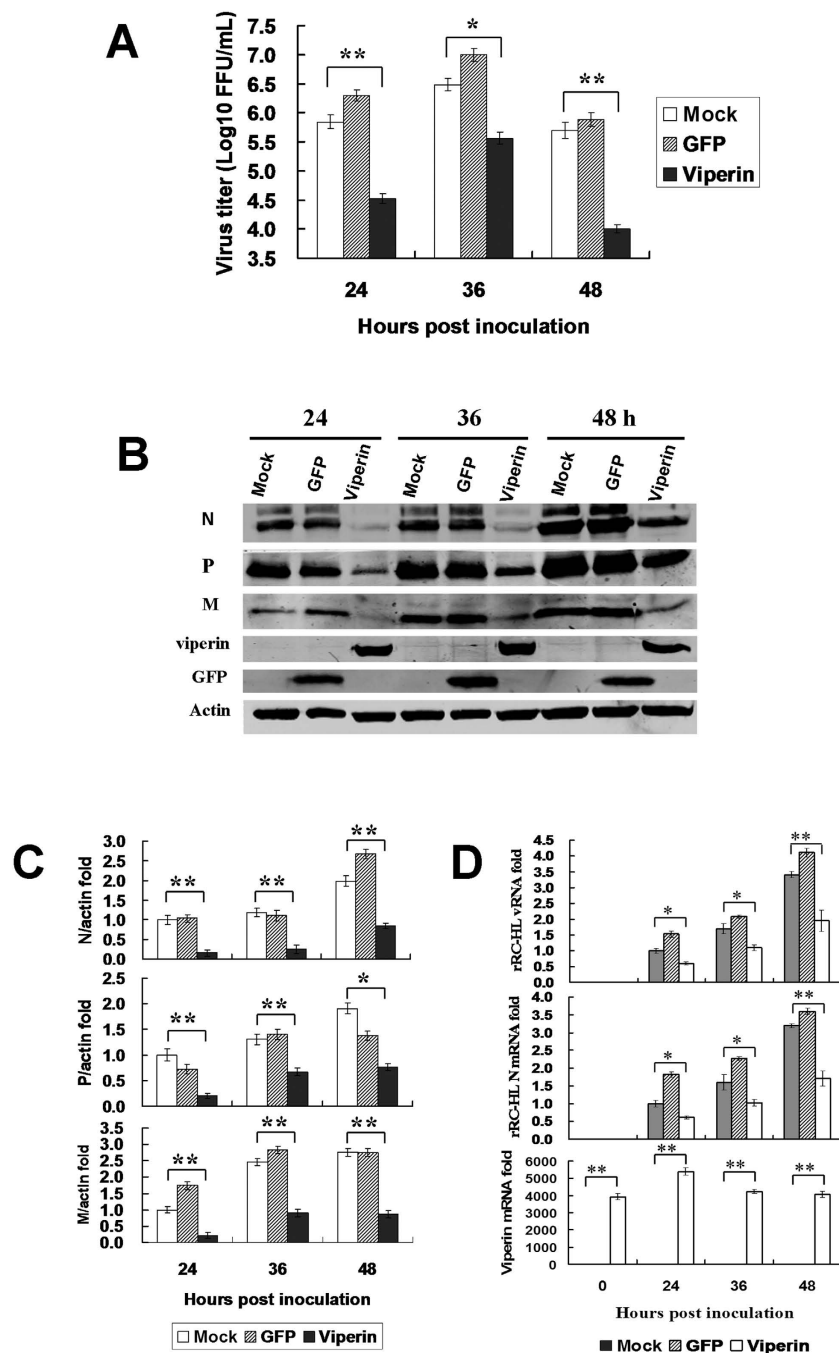 A
**
*
**
Virus titer (Log10 FFU/mL)
7.5
7.0
6.5
6.0
5.5
5.0
4.5
4.0
3.5
24
36
48
Hours post inoculation
Mock
GFP
Viperin
B
24
36
48 h
Mock
GFP
Viperin
Mock
GFP
Viperin
Mock
GFP
Viperin
N
P
M
viperin
GFP
Actin
C
N/actin fold
3.0
2.5
2.0
1.5
1.0
0.5
0.0
**
**
**
P/actin fold
2.5
2.0
1.5
1.0
0.5
0.0
**
**
*
M/actin fold
3.0
2.5
2.0
1.5
1.0
0.5
0.0
**
**
**
24
36
48
Hours post inoculation
Mock
GFP
Viperin
D
rRC-HL vRNA fold
4.5
4.0
3.5
3.0
2.5
2.0
1.5
1.0
0.5
0.0
*
*
**
rRC-HL N mRNA fold
4.0
3.5
3.0
2.5
2.0
1.5
1.0
0.5
0.0
*
*
**
Viperin mRNA fold
6000
5000
4000
3000
2000
1000
0
**
**
**
**
0
24
36
48
Hours post inoculation
Mock
GFP
Viperin